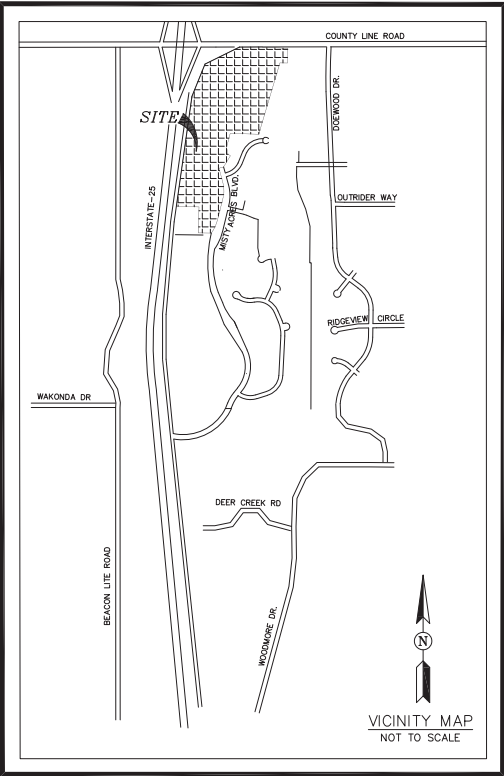 COUNTY LINE ROAD
DOEWOOD DR.
SITE
INTERSTATE-25
MISTY ACRES BLVD.
OUTRIDER WAY
RIDGEVIEW CIRCLE
WAKONDA DR
DEER CREEK RD
BEACON LITE ROAD
WOODMORE DR.
N
VICINITY MAP
NOT TO SCALE